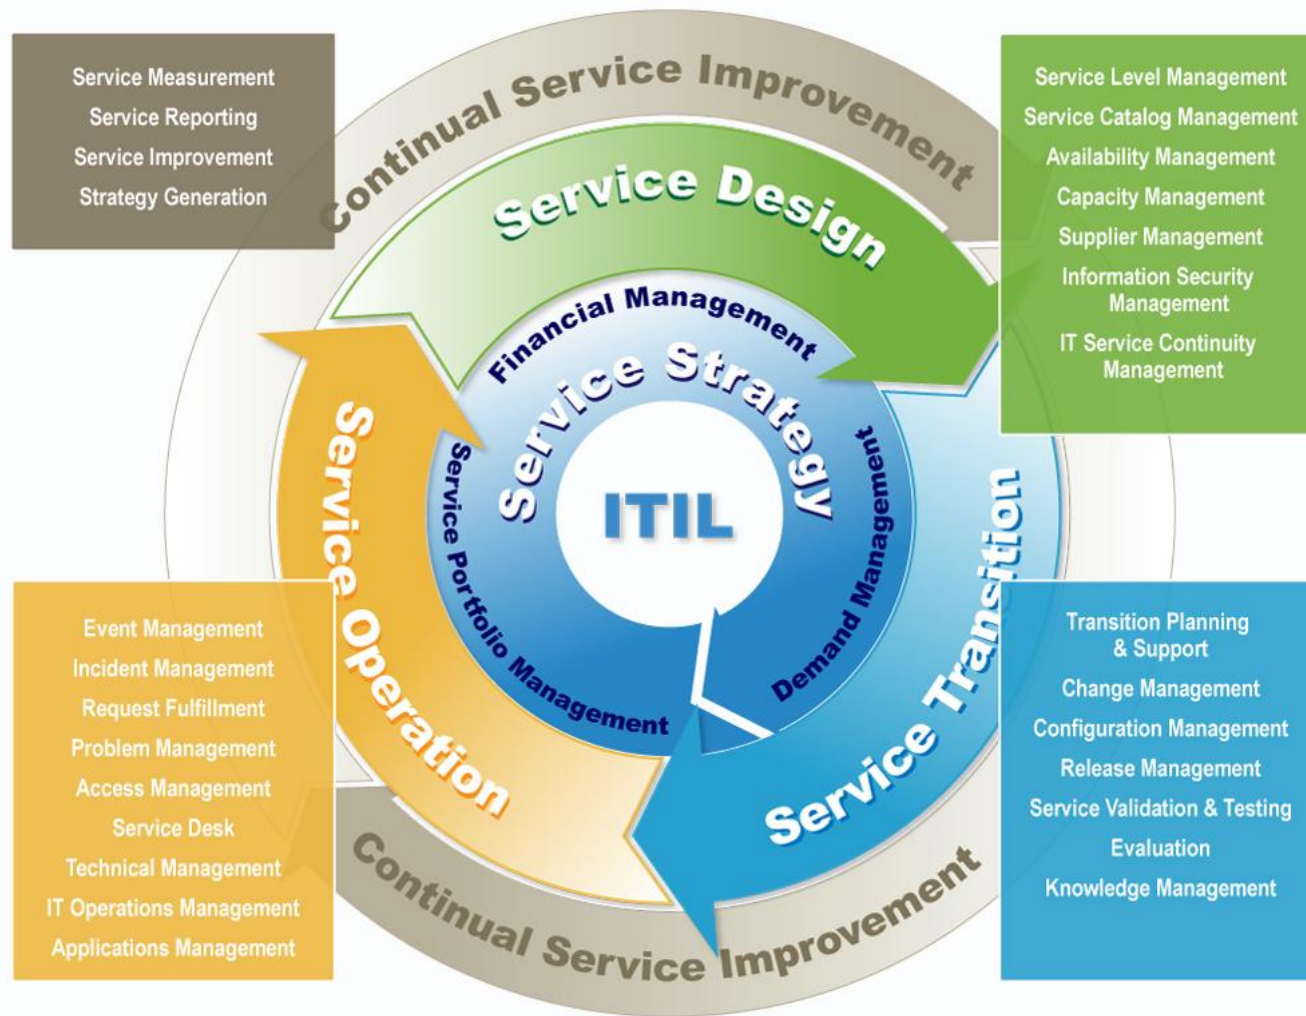 Service Measurement
Service Reporting
Service Improvement
Strategy Generation
Continual Service Improvement
Service Level Management
Service Catalog Management
Availability Management
Capacity Management
Supplier Management
Information Security
Management
IT Service Continuity
Management
Service Design
Financial Management
Service Strategy
ITIL
Service Portfolio Management
Demand Management
Service Operation
Service Transition
Event Management
Incident Management
Request Fulfillment
Problem Management
Access Management
Service Desk
Technical Management
IT Operations Management
Applications Management
Transition Planning
& Support
Change Management
Configuration Management
Release Management
Service Validation & Testing
Evaluation
Knowledge Management
Continual Service Improvement